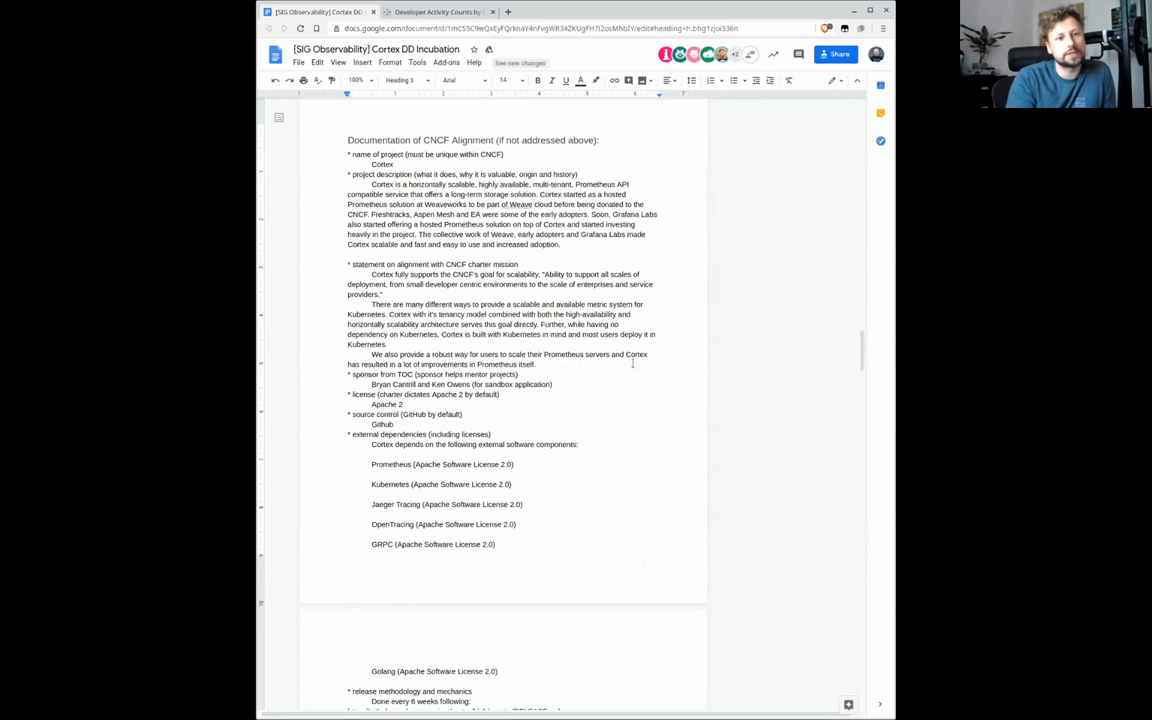 [SIG Observability] Cortex DD
Developer Activity Counts by
docs.google.com/document/d/
[SIG Observability] Cortex DD Incubation
Share
File Edit View Insert Format Tools Add-ons Help See new changes
100% Heading 3 Arial 14
Documentation of CNCF Alignment (if not addressed above):
* name of project (must be unique within CNCF)
Cortex
* project description (what it does, why it is valuable, origin and history)
Cortex is a horizontally scalable, highly available, multi-tenant, Prometheus API
compatible service that offers a long-term storage solution. Cortex started as a hosted
Prometheus solution at Weaveworks to be part of Weave cloud before being donated to the
CNCF. Freshtracks, Aspen Mesh and EA were some of the early adopters. Soon, Grafana Labs
also started offering a hosted Prometheus solution on top of Cortex and started investing
heavily in the project. The collective work of Weave, early adopters and Grafana Labs made
Cortex scalable and fast and easy to use and increased adoption.
* statement on alignment with CNCF charter mission
Cortex fully supports the CNCF's goal for scalability, "Ability to support all scales of
deployment, from small developer centric environments to the scale of enterprises and service
providers."
There are many different ways to provide a scalable and available metric system for
Kubernetes. Cortex with it's tenancy model combined with both the high-availability and
horizontally scalability architecture serves this goal directly. Further, while having no
dependency on Kubernetes, Cortex is built with Kubernetes in mind and most users deploy it in
Kubernetes.
We also provide a robust way for users to scale their Prometheus servers and Cortex
has resulted in a lot of improvements in Prometheus itself.
* sponsor from TOC (sponsor helps mentor projects)
Bryan Cantrill and Ken Owens (for sandbox application)
* license (charter dictates Apache 2 by default)
Apache 2
* source control (GitHub by default)
Github
* external dependencies (including licenses)
Cortex depends on the following external software components:
Prometheus (Apache Software License 2.0)
Kubernetes (Apache Software License 2.0)
Jaeger Tracing (Apache Software License 2.0)
OpenTracing (Apache Software License 2.0)
GRPC (Apache Software License 2.0)
Golang (Apache Software License 2.0)
* release methodology and mechanics
Done every 6 weeks following: